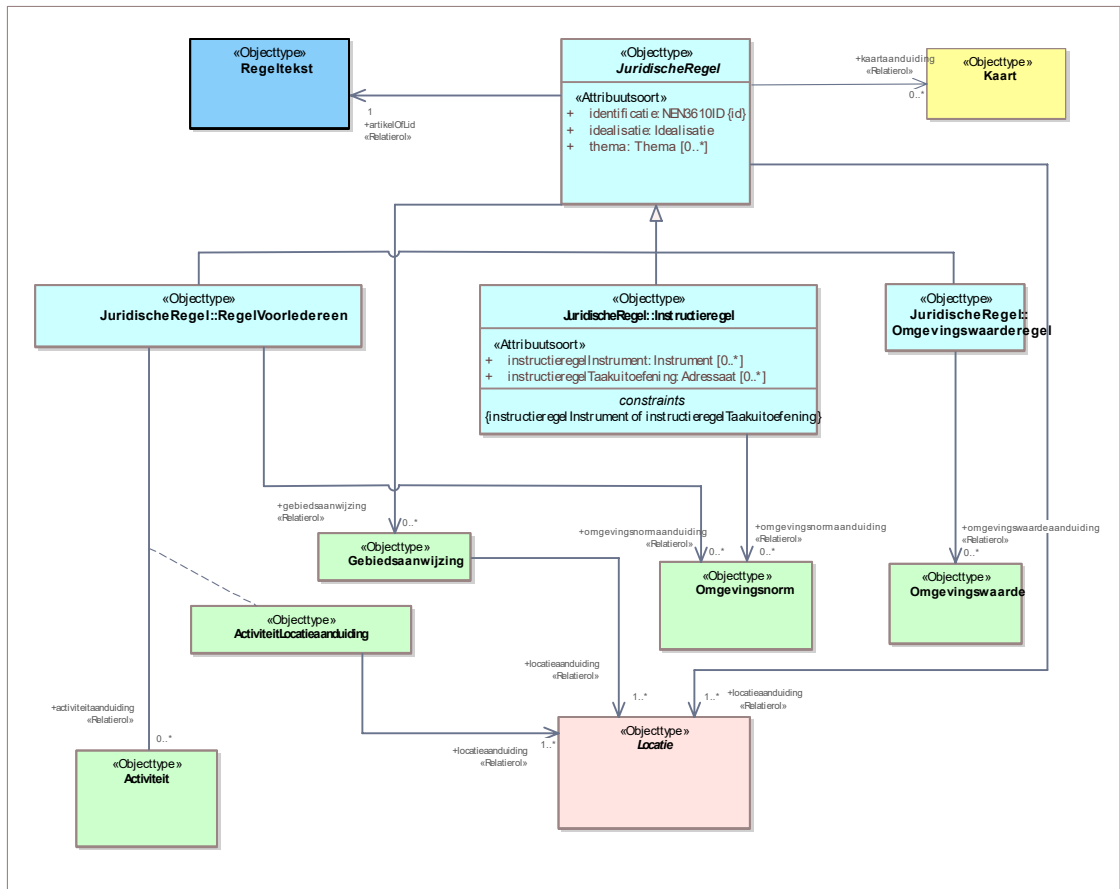 «Objecttype»
Regeltekst
«Objecttype»
JuridischeRegel
«Attribuutsoort»
+ identificatie: NEN3610ID {id}
+ idealisatie: Idealisatie
+ thema: Thema [0..*]
+kaartaanduiding
«Relatierol»
0..*
«Objecttype»
Kaart
1
+artikelOfLid
«Relatierol»
«Objecttype»
JuridischeRegel::RegelVoorIedereen
«Objecttype»
JuridischeRegel::Instructieregel
«Attribuutsoort»
+ instructieregelInstrument: Instrument [0..*]
+ instructieregelTaakuitoefening: Adressaat [0..*]
constraints
{instructieregelInstrument of instructieregelTaakuitoefening}
«Objecttype»
JuridischeRegel::
Omgevingswaarderegel
+gebiedsaanwijzing
«Relatierol»
0..*
+omgevingsnormaanduiding
«Relatierol»
0..*
+omgevingsnormaanduiding
«Relatierol»
0..*
+omgevingswaardeaanduiding
«Relatierol»
0..*
«Objecttype»
Gebiedsaanwijzing
«Objecttype»
Omgevingsnorm
«Objecttype»
Omgevingswaarde
«Objecttype»
ActiviteitLocatieaanduiding
+locatieaanduiding
«Relatierol»
1..*
1..*
+locatieaanduiding
«Relatierol»
+activiteitaanduiding
«Relatierol»
0..*
+locatieaanduiding
«Relatierol»
1..*
«Objecttype»
Locatie
«Objecttype»
Activiteit